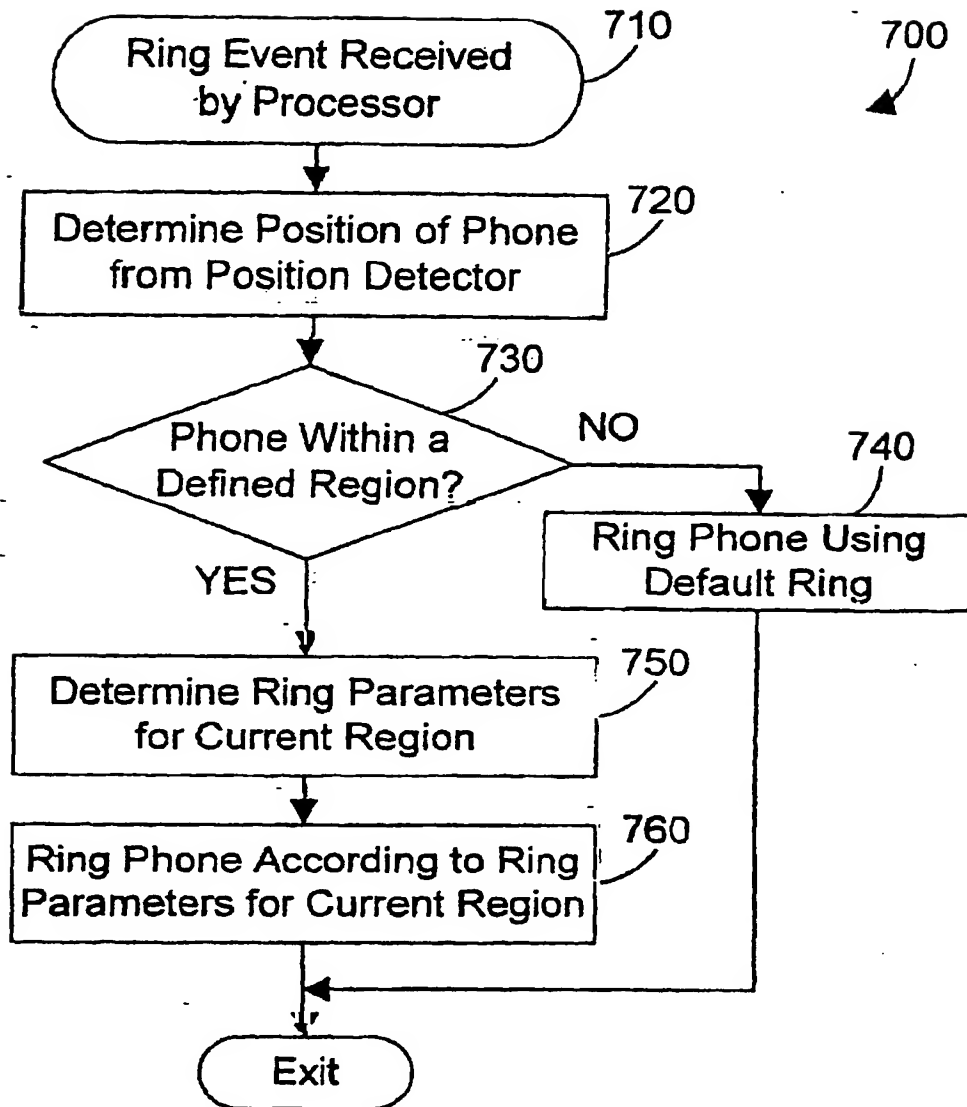 710
700
Ring Event Received
by Processor
720
Determine Position of Phone
from Position Detector
730
Phone Within a
Defined Region?
NO
740
Ring Phone Using
Default Ring
YES
750
Determine Ring Parameters
for Current Region
760
Ring Phone According to Ring
Parameters for Current Region
Exit